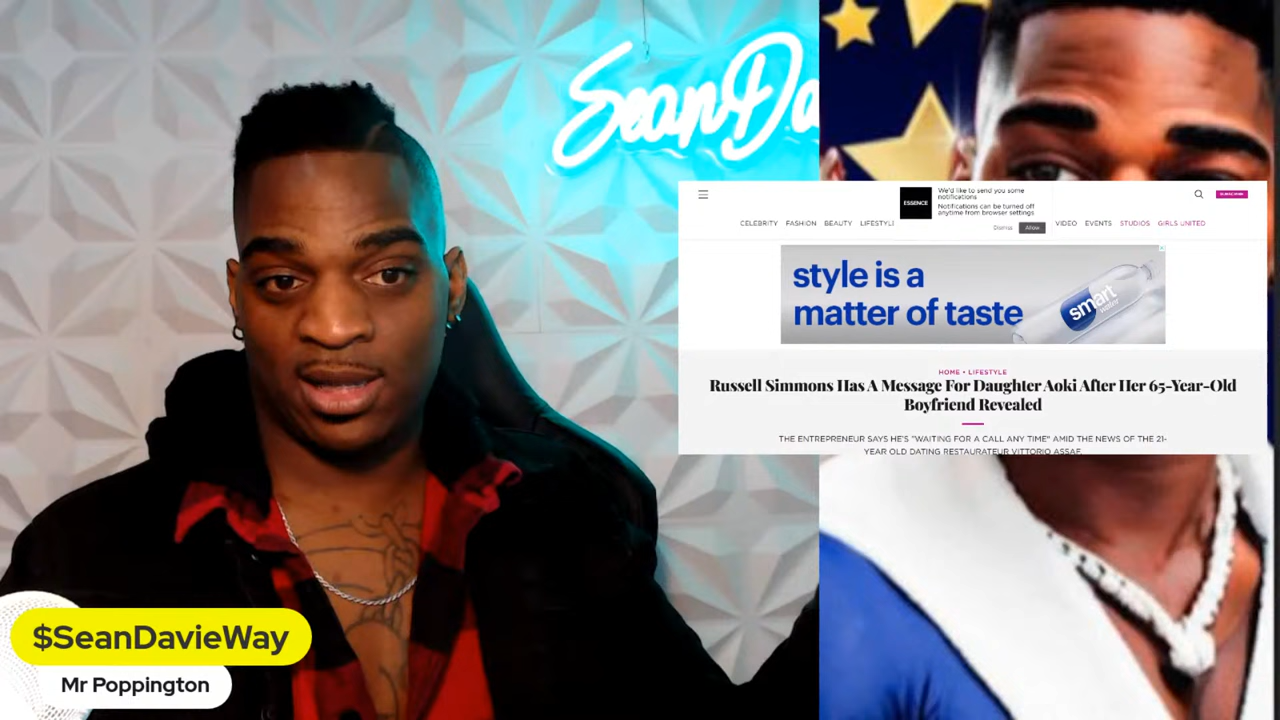 SeanDa
We'd like to send you some
notifications
Notifications can be turned off
anytime from browser settings
ESSENCE
Dismiss Allow
SUBSCRIBE
CELEBRITY FASHION BEAUTY LIFESTYLE VIDEO EVENTS STUDIOS GIRLS UNITED
style is a
matter of taste
smart
water
HOME • LIFESTYLE
Russell Simmons Has A Message For Daughter Aoki After Her 65-Year-Old
Boyfriend Revealed
THE ENTREPRENEUR SAYS HE'S "WAITING FOR A CALL ANY TIME" AMID THE NEWS OF THE 21-
YEAR OLD DATING RESTAURATEUR VITTORIO ASSAF.
$SeanDavieWay
Mr Poppington